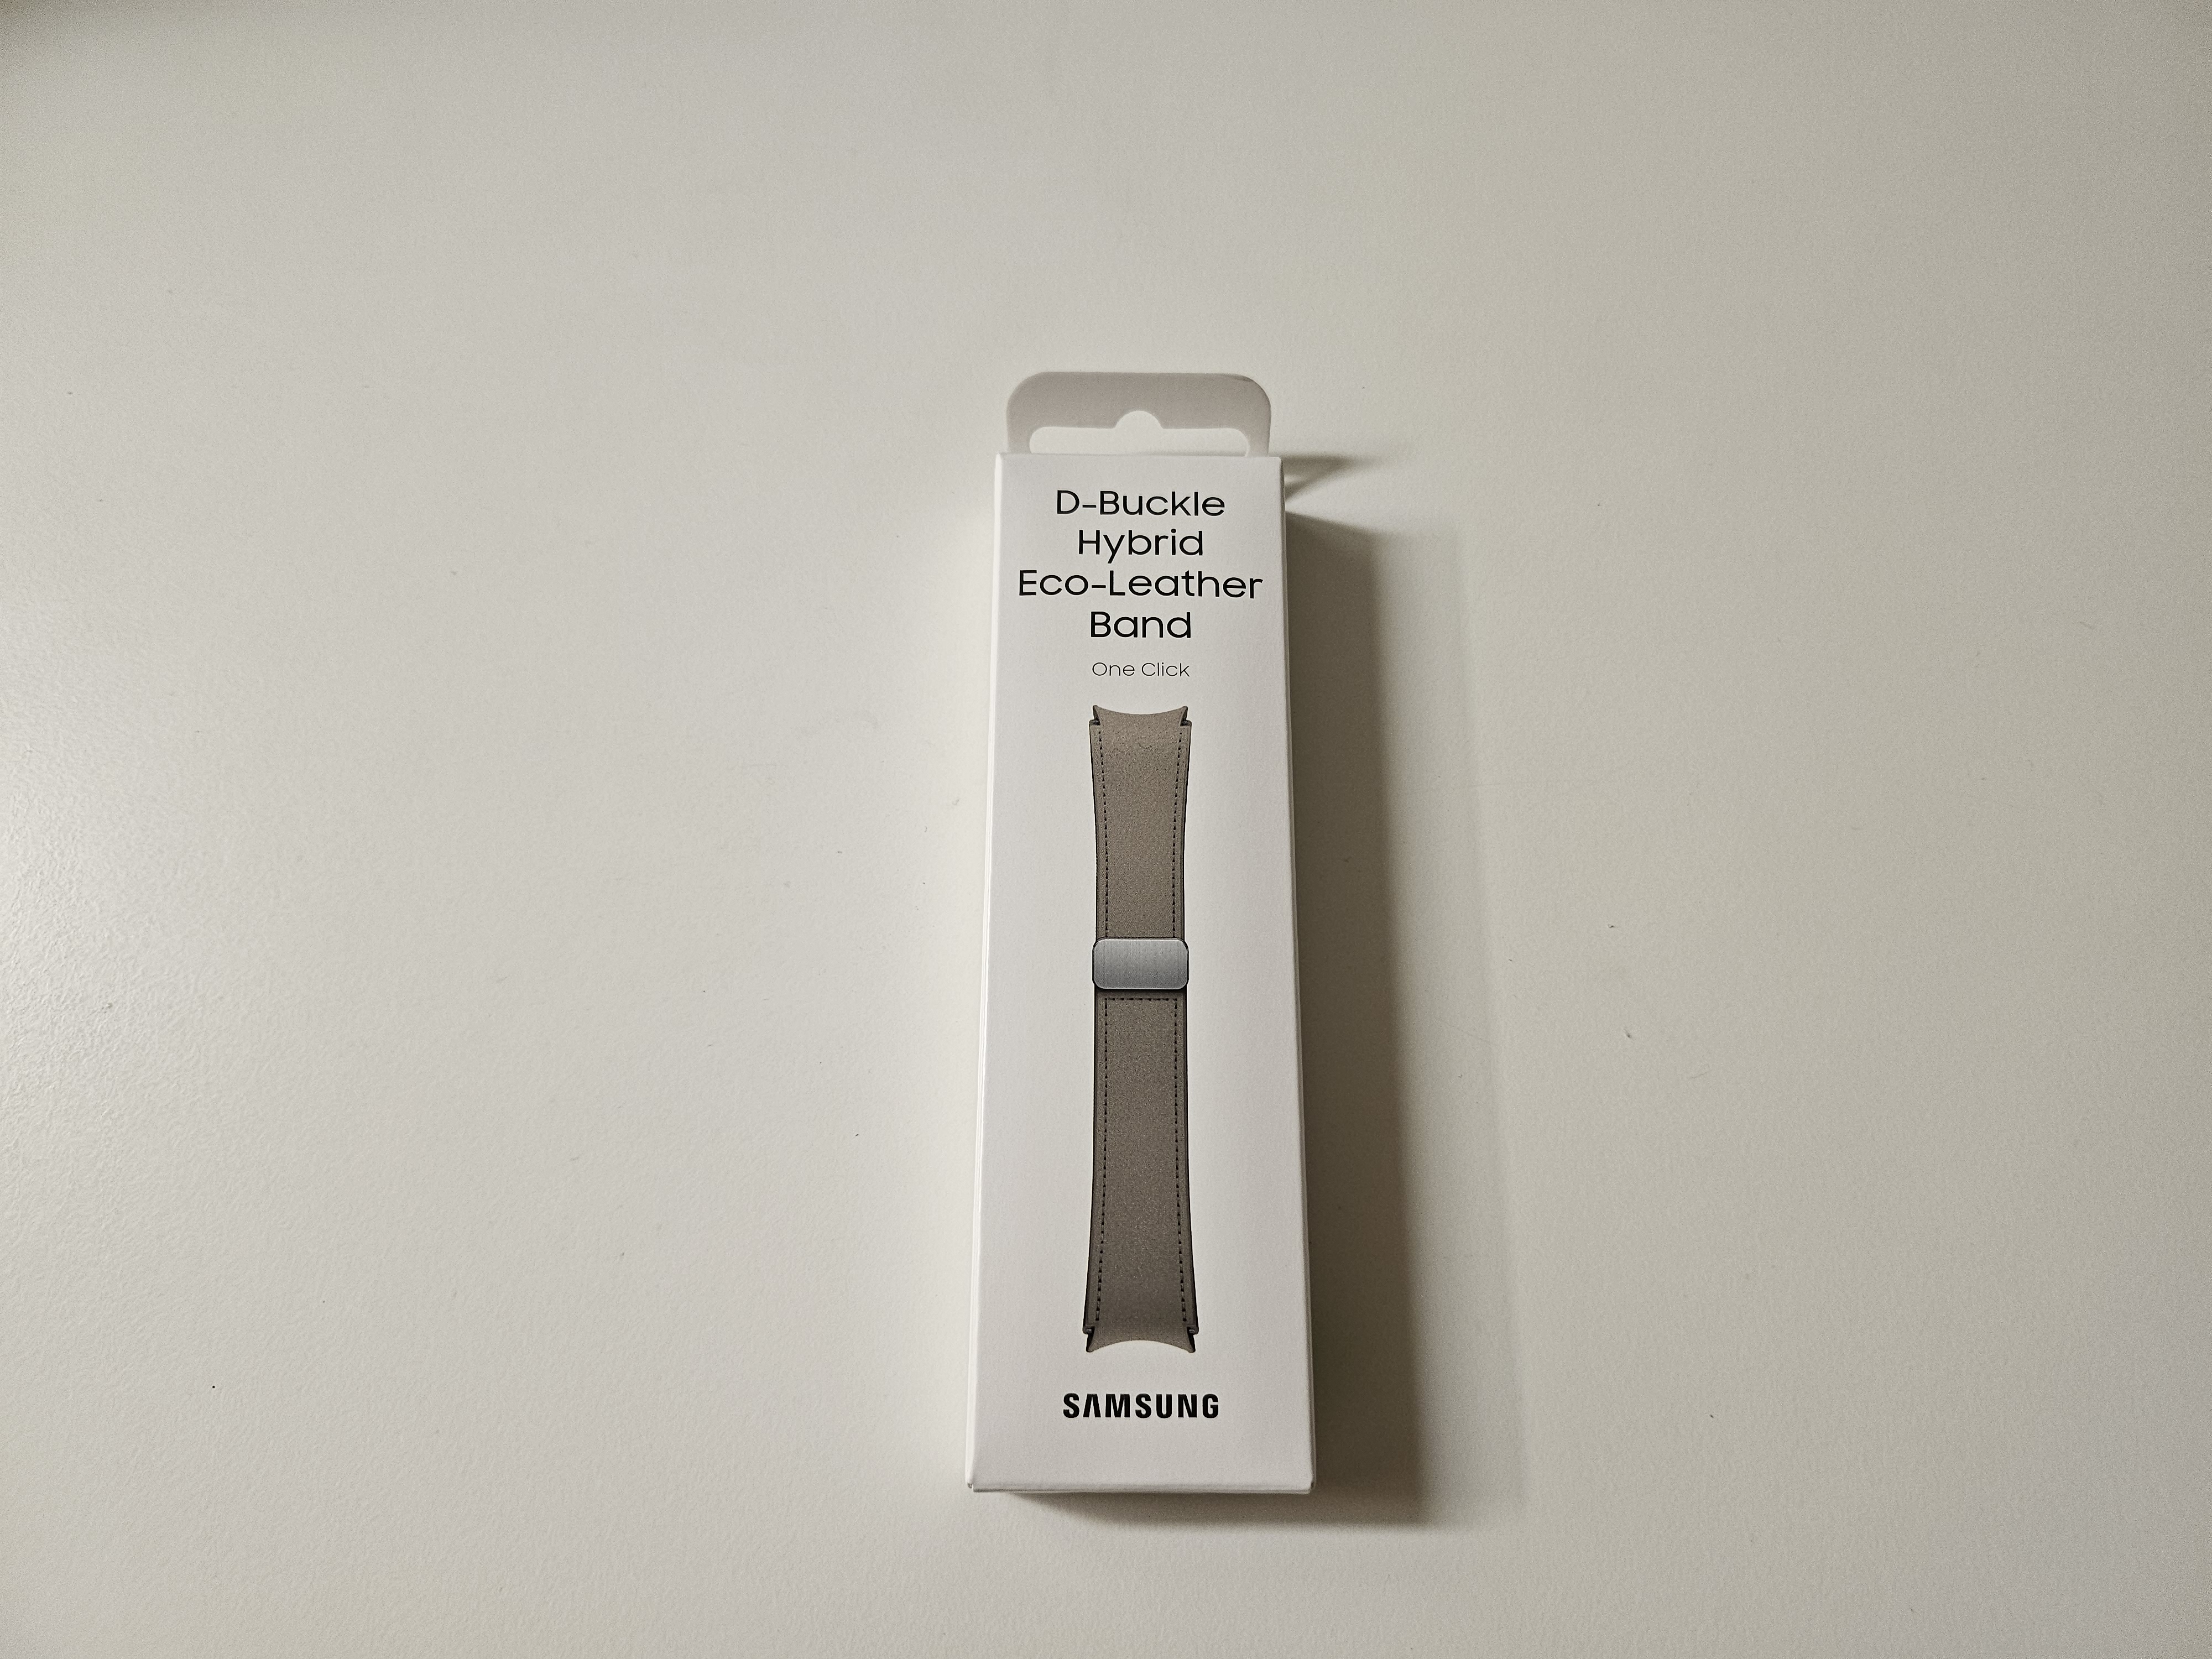 D-Buckle
Hybrid
Eco-Leather
Band
One Click
SAMSUNG